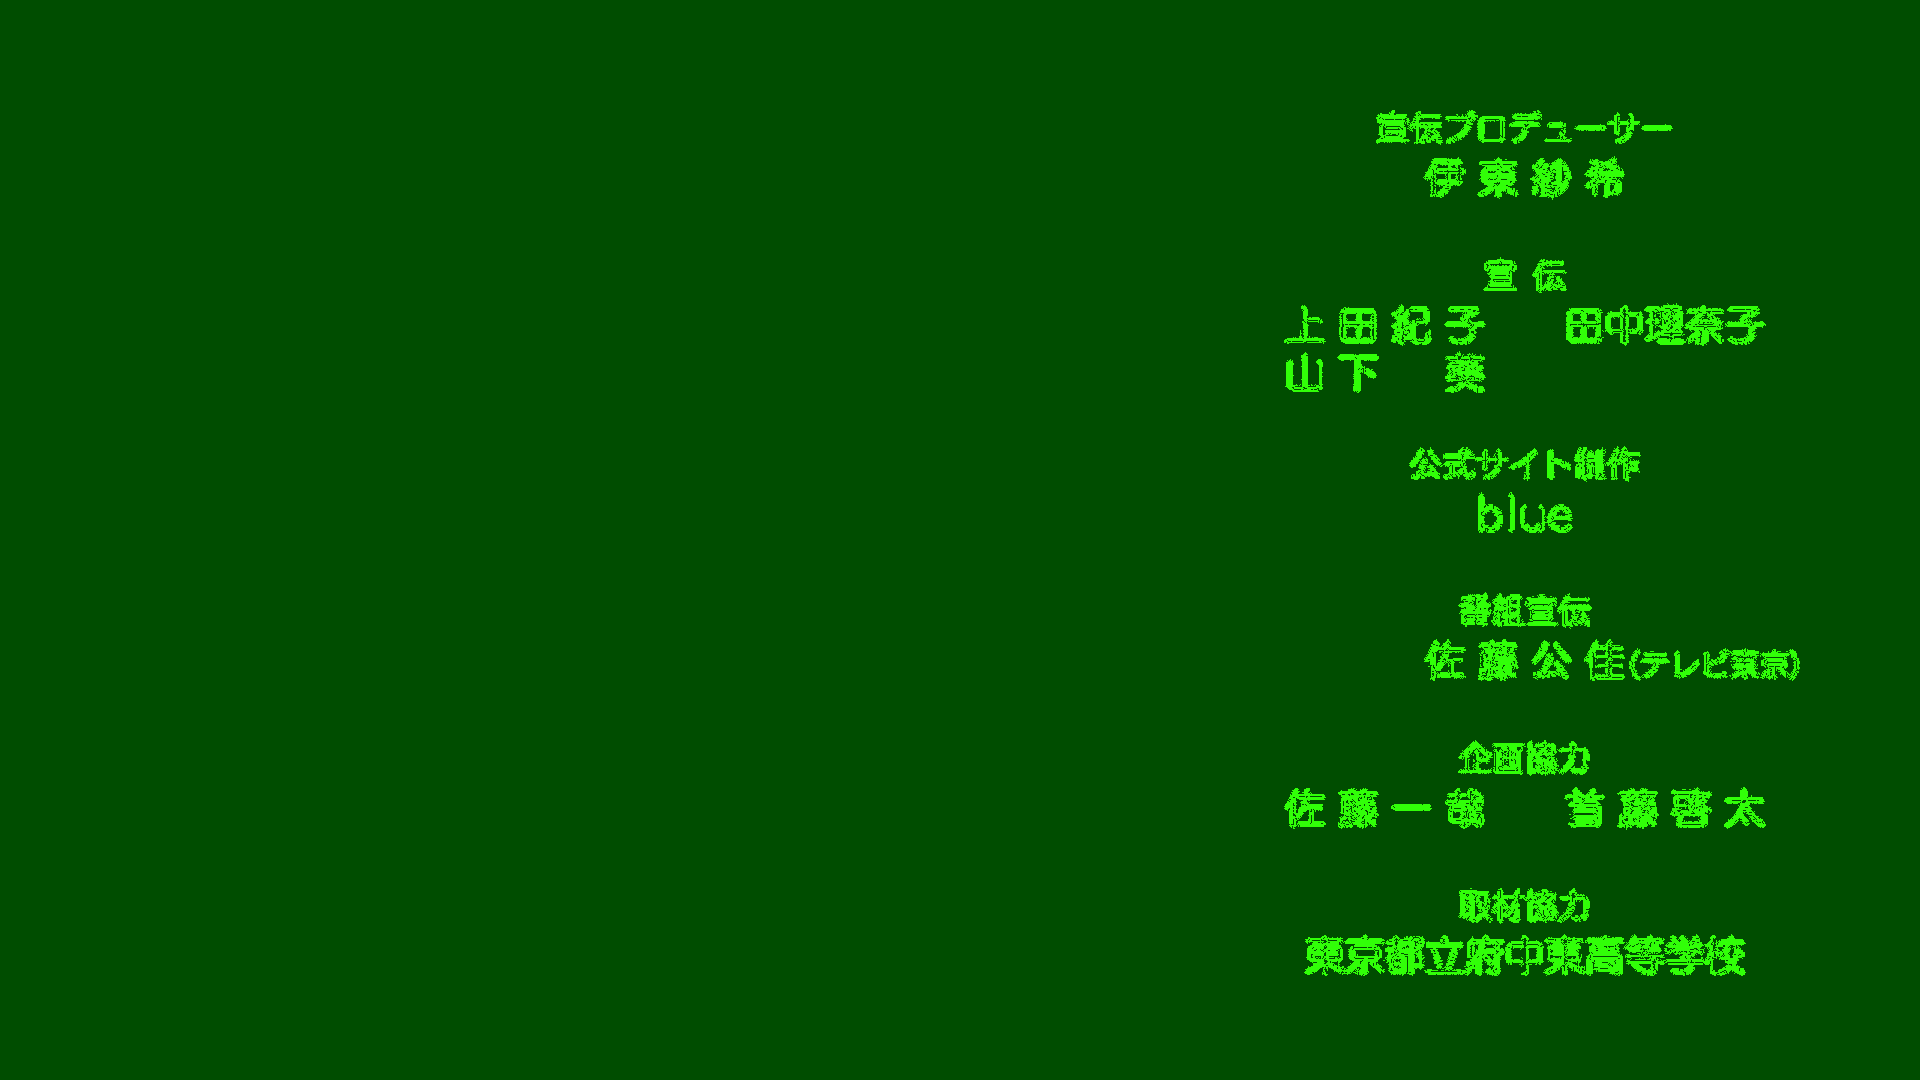 宣伝プロデューサー
伊東紗希
宣伝
上田紀子 田中理奈子
山下 葵
公式サイト制作
blue
番組宣伝
佐藤公佳(テレビ東京)
企画協力
佐藤一哉 首藤啓太
取材協力
東京都立府中東高等学校